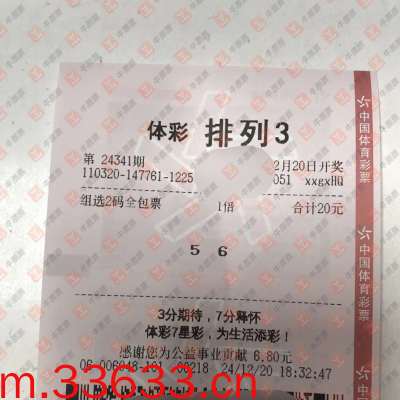 体彩 排列3
第 24341期 2月20日开奖
110320-147761-1225 051 xxgxHQ
组选2码全包票 1倍 合计20元
5 6
3分期待，7分释怀
体彩7星彩，为生活添彩！
感谢您为公益事业贡献 6.80元
24/12/20 18:32:47
中国体育彩票
中国体育彩票
中国
m.33633.cn